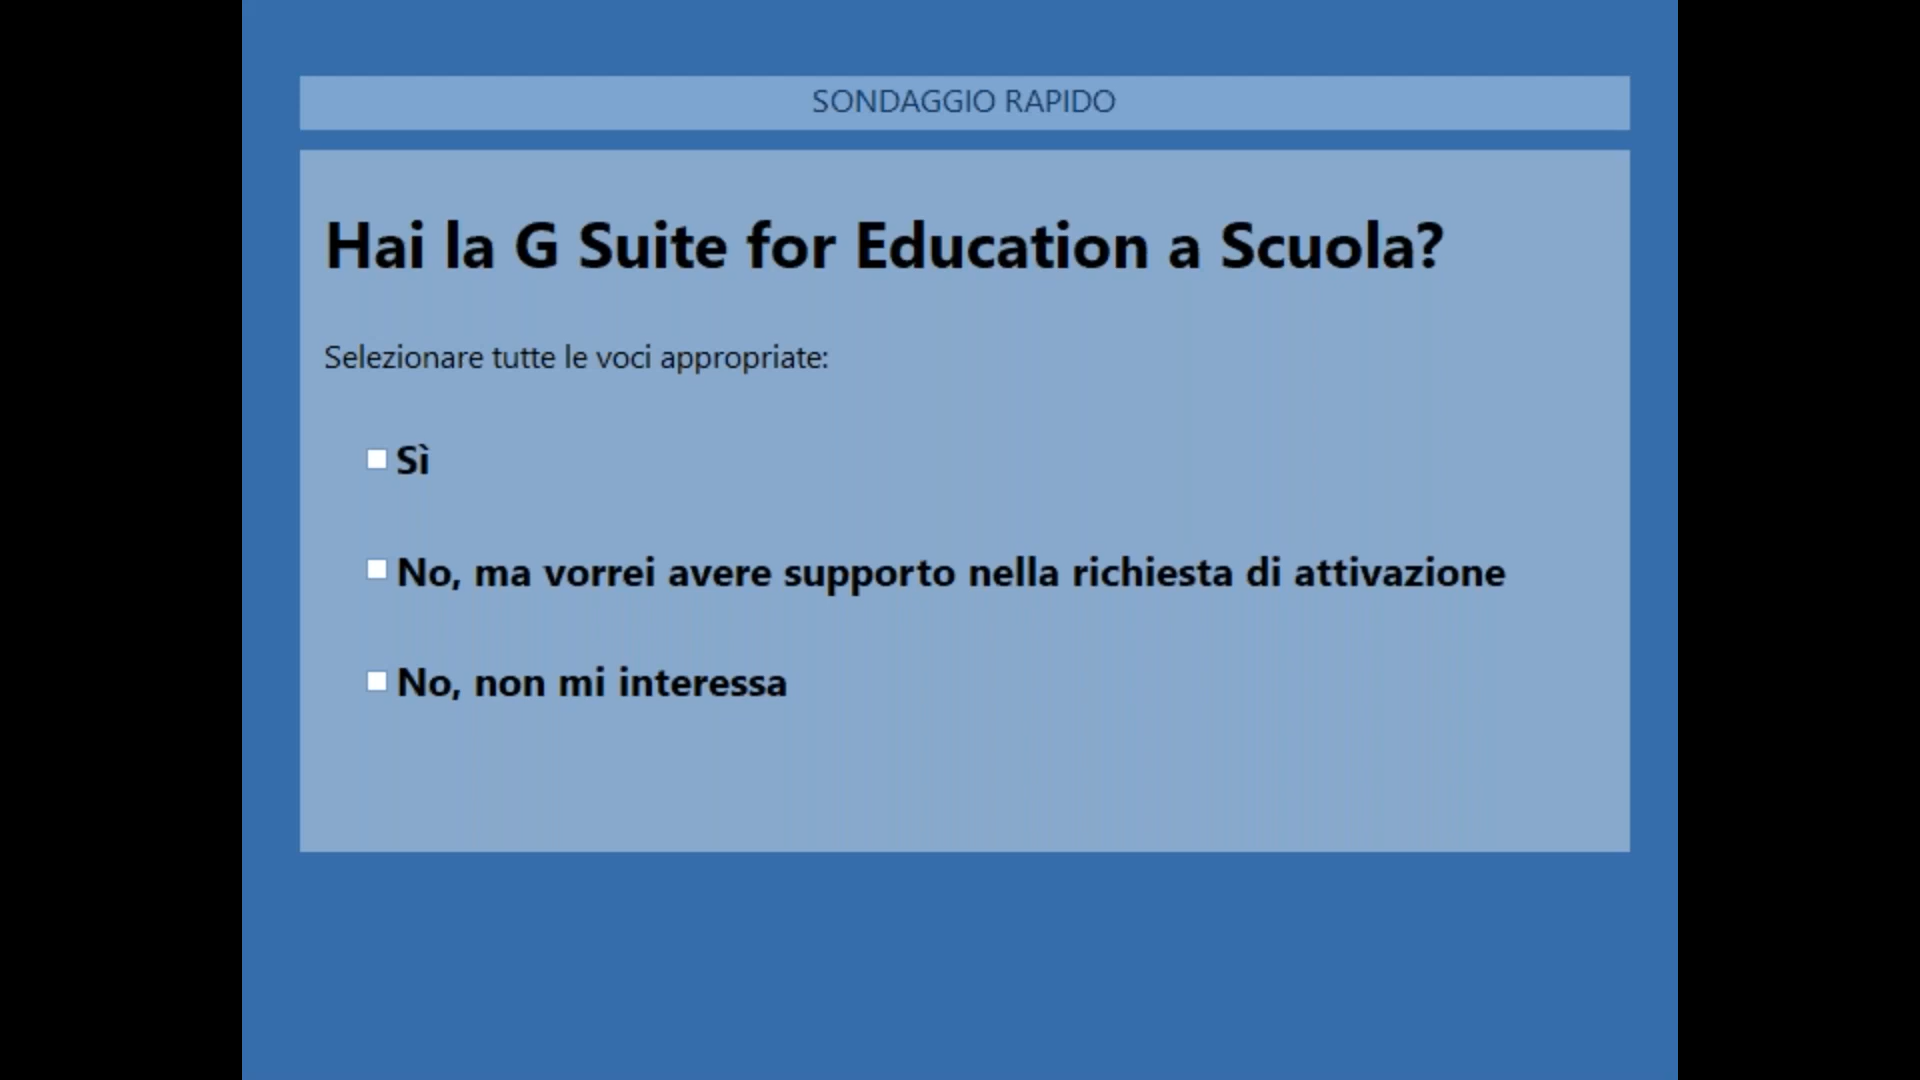 SONDAGGIO RAPIDO
Hai la G Suite for Education a Scuola?
Selezionare tutte le voci appropriate:
Sì
No, ma vorrei avere supporto nella richiesta di attivazione
No, non mi interessa